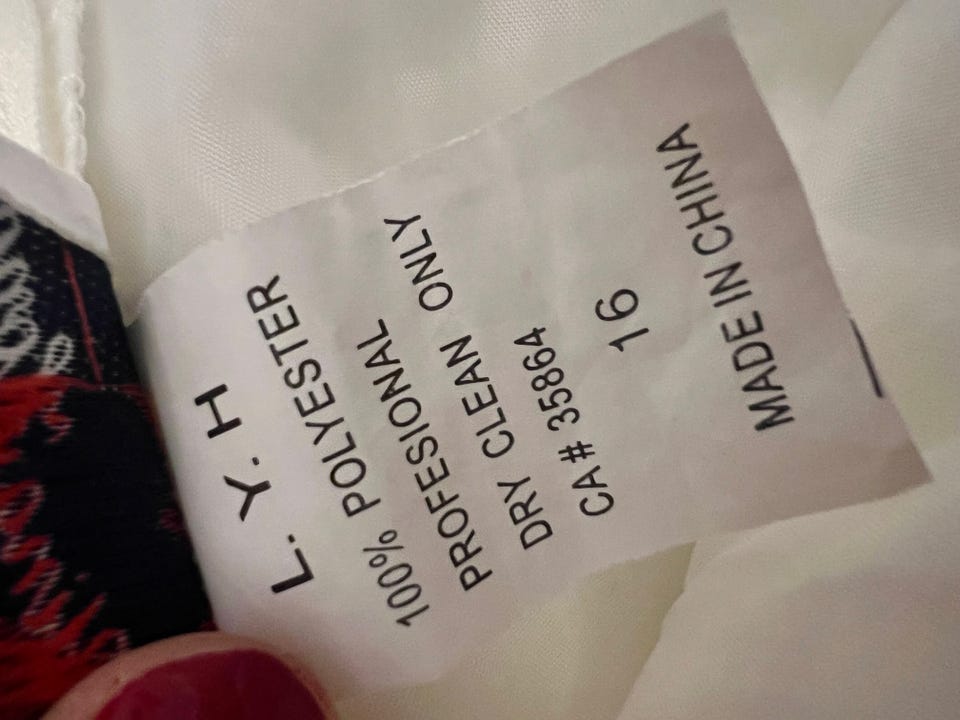 L. Y. H
100% POLYESTER
PROFESIONAL
DRY CLEAN ONLY
CA# 35864
16
MADE IN CHINA